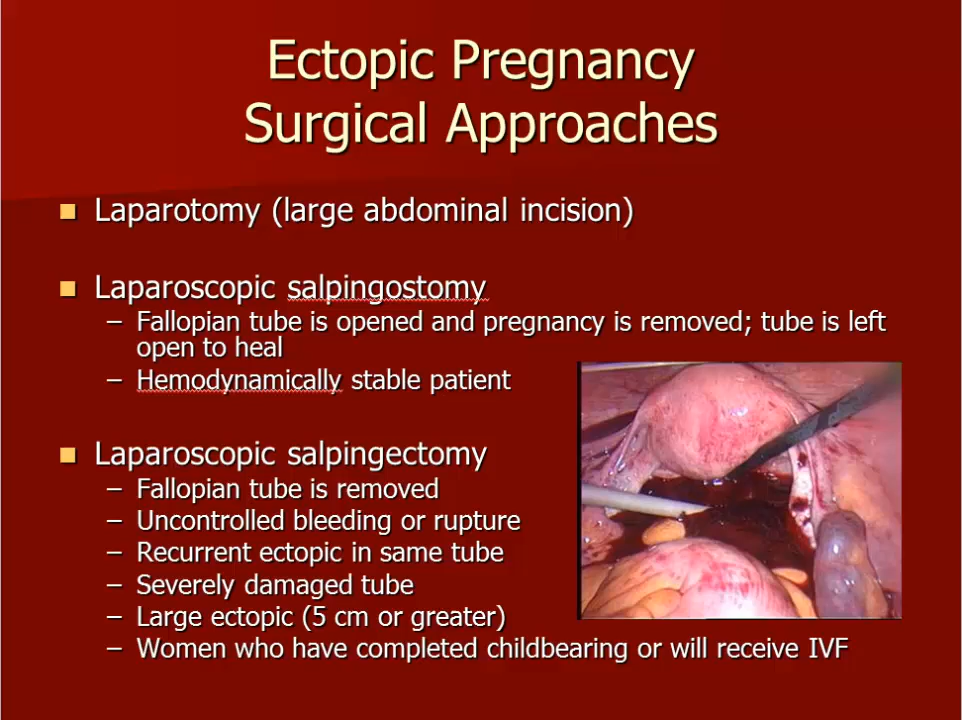 Ectopic Pregnancy
Surgical Approaches
■ Laparotomy (large abdominal incision)
■ Laparoscopic salpingostomy
– Fallopian tube is opened and pregnancy is removed; tube is left
open to heal
– Hemodynamically stable patient
■ Laparoscopic salpingectomy
– Fallopian tube is removed
– Uncontrolled bleeding or rupture
– Recurrent ectopic in same tube
– Severely damaged tube
– Large ectopic (5 cm or greater)
– Women who have completed childbearing or will receive IVF